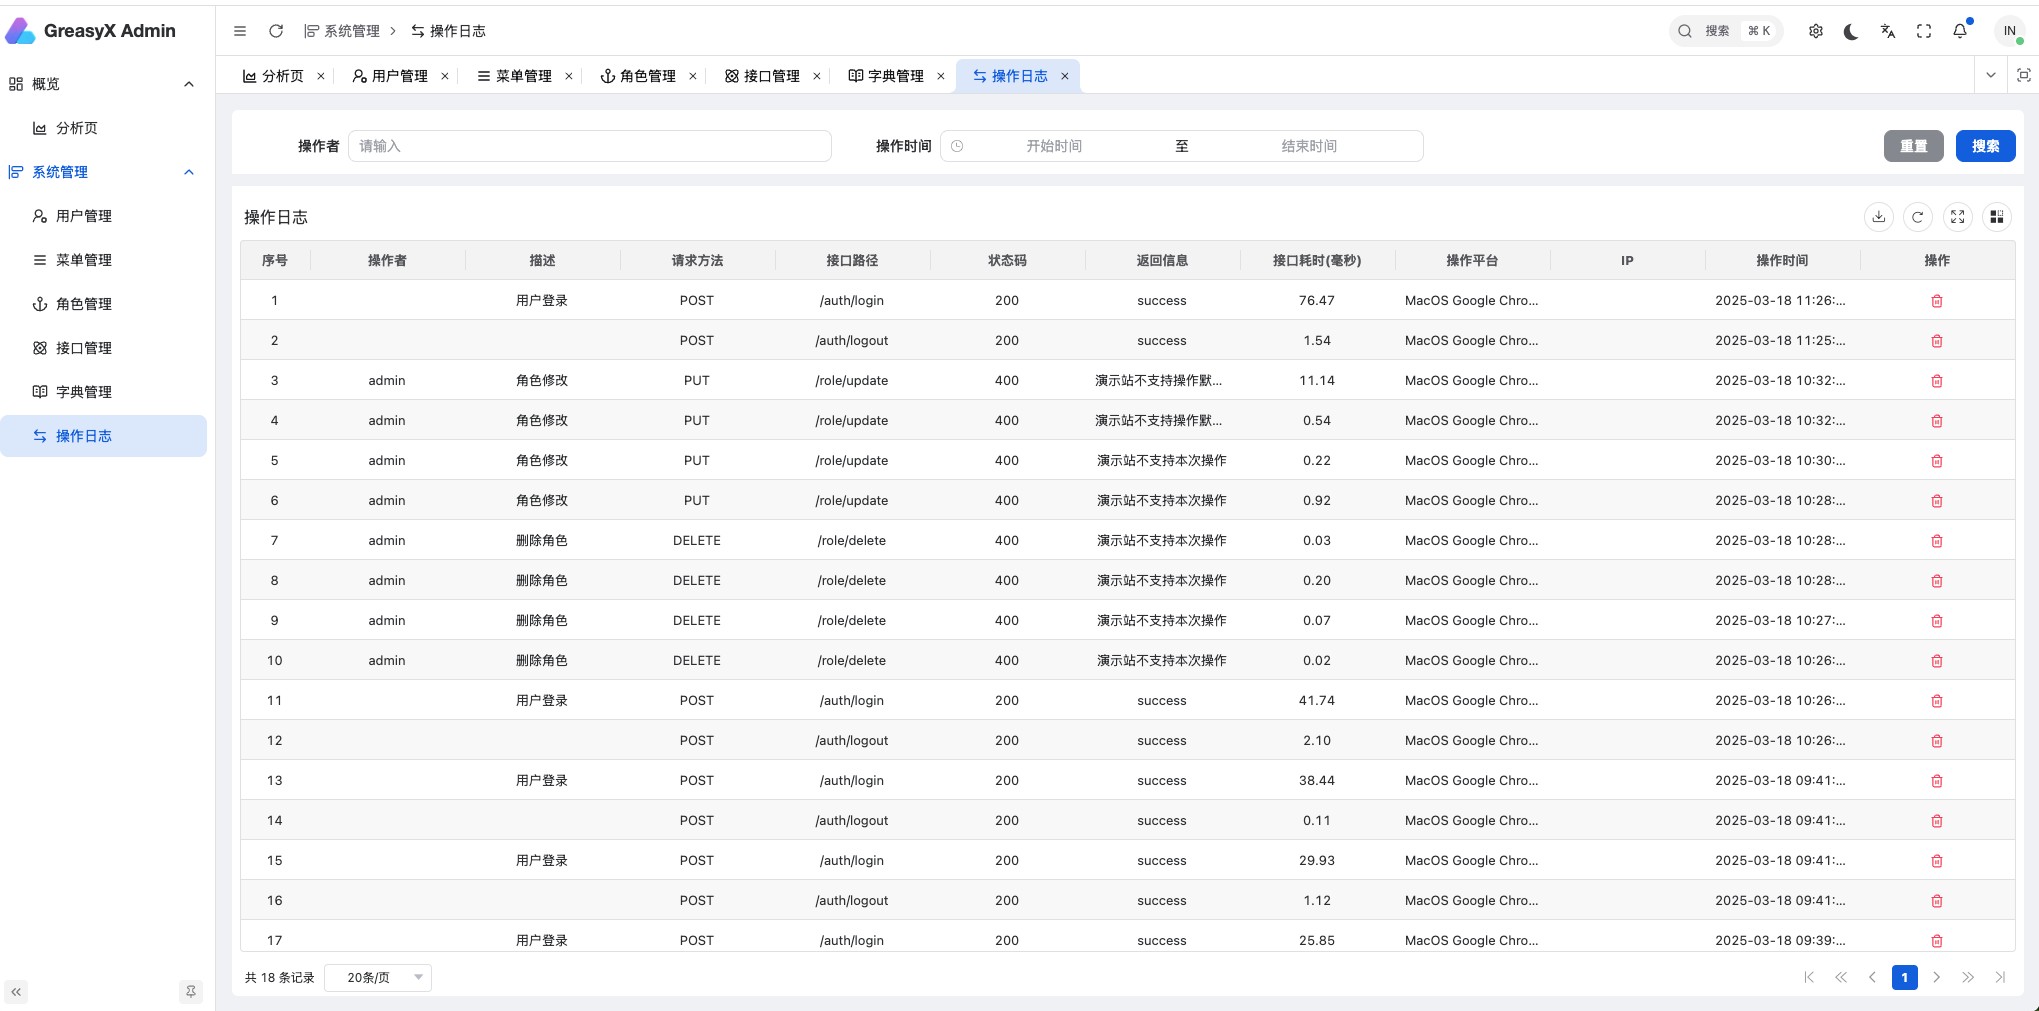 GreasyX Admin
概览
分析页
系统管理
用户管理
菜单管理
角色管理
接口管理
字典管理
操作日志
系统管理 操作日志
搜索 ⌘ K
IN
分析页 用户管理 菜单管理 角色管理 接口管理 字典管理 操作日志
操作者 请输入 操作时间 开始时间 至 结束时间 重置 搜索
操作日志
序号 操作者 描述 请求方法 接口路径 状态码 返回信息 接口耗时(毫秒) 操作平台 IP 操作时间 操作
1 用户登录 POST /auth/login 200 success 76.47 MacOS Google Chro... 2025-03-18 11:26:...
2 POST /auth/logout 200 success 1.54 MacOS Google Chro... 2025-03-18 11:25:...
3 admin 角色修改 PUT /role/update 400 演示站不支持操作默... 11.14 MacOS Google Chro... 2025-03-18 10:32:...
4 admin 角色修改 PUT /role/update 400 演示站不支持操作默... 0.54 MacOS Google Chro... 2025-03-18 10:32:...
5 admin 角色修改 PUT /role/update 400 演示站不支持本次操作 0.22 MacOS Google Chro... 2025-03-18 10:30:...
6 admin 角色修改 PUT /role/update 400 演示站不支持本次操作 0.92 MacOS Google Chro... 2025-03-18 10:28:...
7 admin 删除角色 DELETE /role/delete 400 演示站不支持本次操作 0.03 MacOS Google Chro... 2025-03-18 10:28:...
8 admin 删除角色 DELETE /role/delete 400 演示站不支持本次操作 0.20 MacOS Google Chro... 2025-03-18 10:28:...
9 admin 删除角色 DELETE /role/delete 400 演示站不支持本次操作 0.07 MacOS Google Chro... 2025-03-18 10:27:...
10 admin 删除角色 DELETE /role/delete 400 演示站不支持本次操作 0.02 MacOS Google Chro... 2025-03-18 10:26:...
11 用户登录 POST /auth/login 200 success 41.74 MacOS Google Chro... 2025-03-18 10:26:...
12 POST /auth/logout 200 success 2.10 MacOS Google Chro... 2025-03-18 10:26:...
13 用户登录 POST /auth/login 200 success 38.44 MacOS Google Chro... 2025-03-18 09:41:...
14 POST /auth/logout 200 success 0.11 MacOS Google Chro... 2025-03-18 09:41:...
15 用户登录 POST /auth/login 200 success 29.93 MacOS Google Chro... 2025-03-18 09:41:...
16 POST /auth/logout 200 success 1.12 MacOS Google Chro... 2025-03-18 09:41:...
17 用户登录 POST /auth/login 200 success 25.85 MacOS Google Chro... 2025-03-18 09:39:...
共 18 条记录 20条/页 1